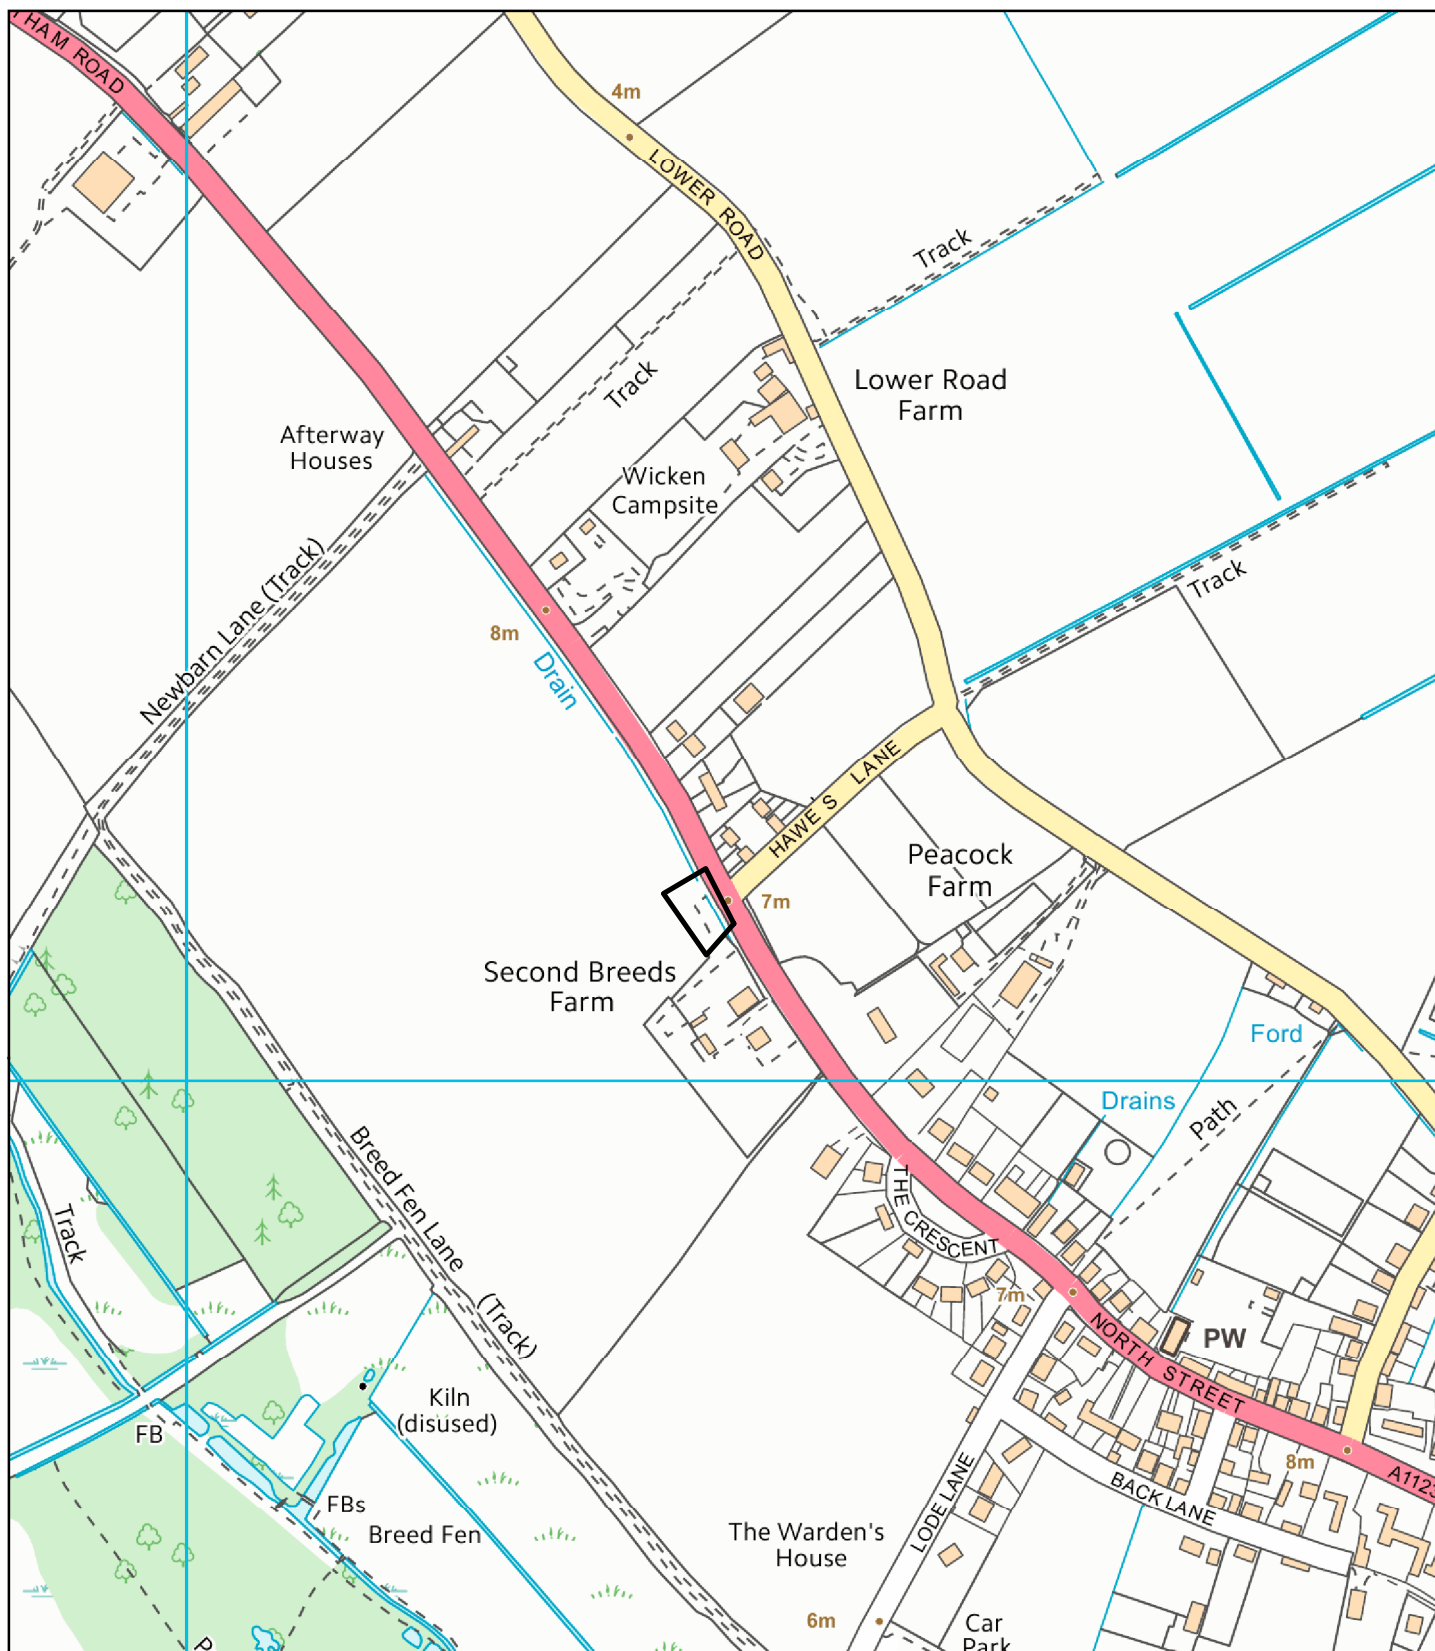 THAM ROAD
4m
LOWER ROAD
Track
Lower Road
Farm
Track
Afterway
Houses
Wicken
Campsite
Newbarn Lane (Track)
Track
8m
Drain
HAWES LANE
Peacock
Farm
7m
Second Breeds
Farm
Ford
Drains
Path
Breed Fen Lane
(Track)
Track
THE CRESCENT
7m
NORTH STREET
PW
Kiln
(disused)
FB
FBs
Breed Fen
LODE LANE
BACK LANE
8m
A1123
The Warden's
House
6m
Car
Park
P